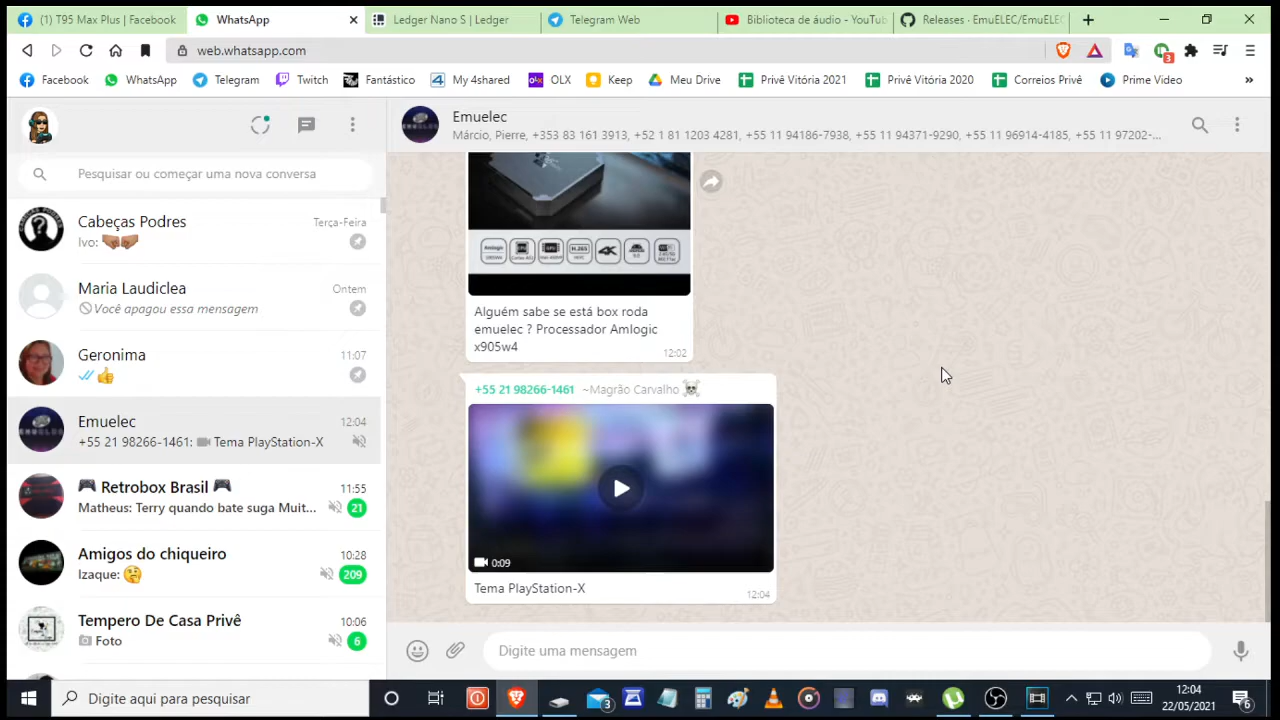 (1) T95 Max Plus | Facebook
WhatsApp
Ledger Nano S | Ledger
Telegram Web
Biblioteca de áudio - YouTu
Releases · EmuELEC/EmuELEC
web.whatsapp.com
3
Facebook
WhatsApp
Telegram
Twitch
Fantástico
My 4shared
OLX
Keep
Meu Drive
Privê Vitória 2021
Privê Vitória 2020
Correios Privê
Prime Video
»
Emuelec
Márcio, Pierre, +353 83 161 3913, +52 1 81 1203 4281, +55 11 94186-7938, +55 11 94371-9290, +55 11 96914-4185, +55 11 97202-...
Pesquisar ou começar uma nova conversa
Cabeças Podres
Terça-Feira
Ivo: 🤜🏽🤛🏽
Maria Laudiclea
Ontem
Você apagou essa mensagem
Geronima
11:07
👍
Emuelec
12:04
+55 21 98266-1461: Tema PlayStation-X
🎮 Retrobox Brasil 🎮
11:55
Matheus: Terry quando bate suga Muit...
21
Amigos do chiqueiro
10:28
Izaque: 🤔
209
Tempero De Casa Privê
10:06
Foto
6
H.265
4K
Alguém sabe se está box roda
emuelec ? Processador Amlogic
x905w4
12:02
+55 21 98266-1461 ~Magrão Carvalho ☠️
0:09
Tema PlayStation-X
12:04
Digite uma mensagem
Digite aqui para pesquisar
3
12:04
22/05/2021
6